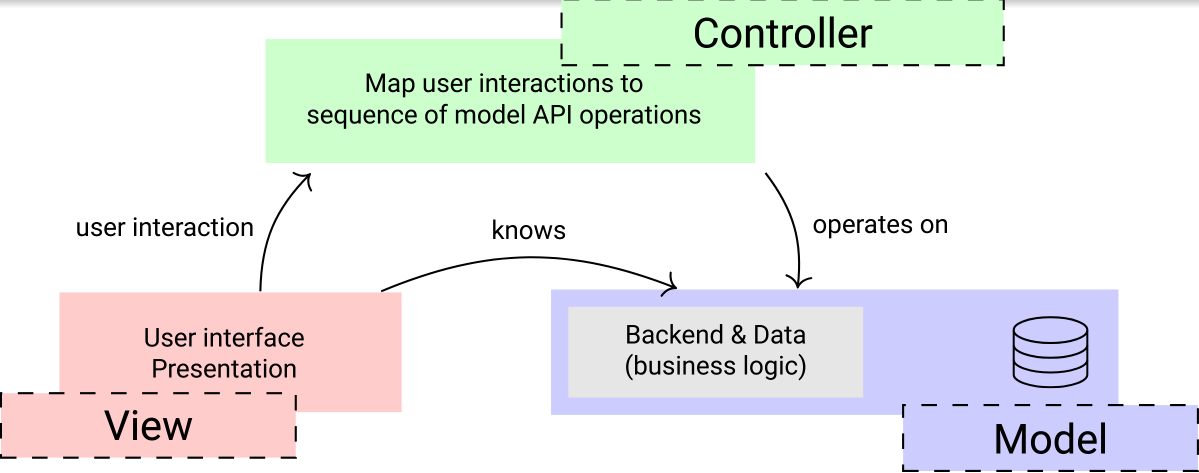 Controller
Map user interactions to
sequence of model API operations
user interaction
knows
operates on
User interface
Presentation
View
Backend & Data
(business logic)
Model